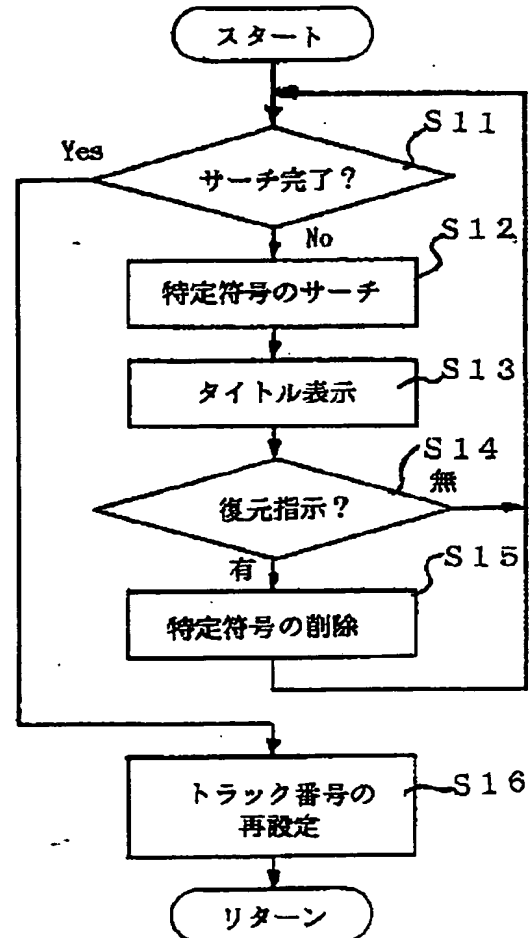 スタート
S11
Yes
サーチ完了?
No
S12
特定符号のサーチ
S13
タイトル表示
S14
無
復元指示?
有
S15
特定符号の削除
S16
トラック番号の
再設定
リターン